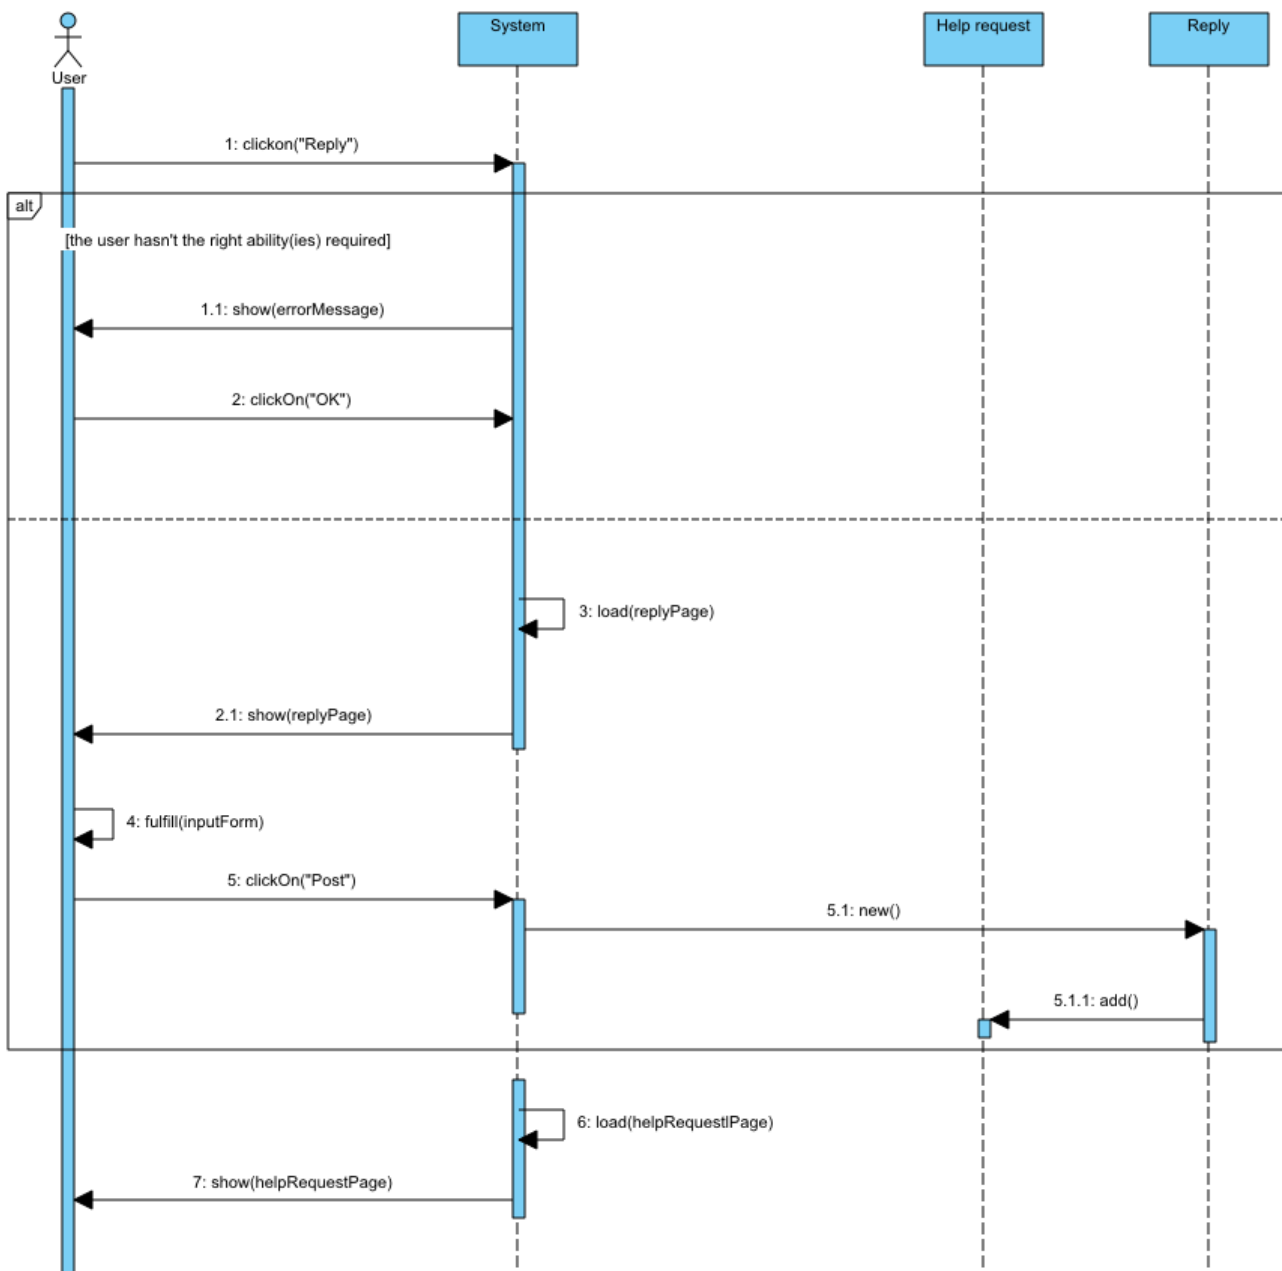 User
System
Help request
Reply
1: clickon("Reply")
alt
[the user hasn't the right ability(ies) required]
1.1: show(errorMessage)
2: clickOn("OK")
3: load(replyPage)
2.1: show(replyPage)
4: fulfill(inputForm)
5: clickOn("Post")
5.1: new()
5.1.1: add()
6: load(helpRequestlPage)
7: show(helpRequestPage)